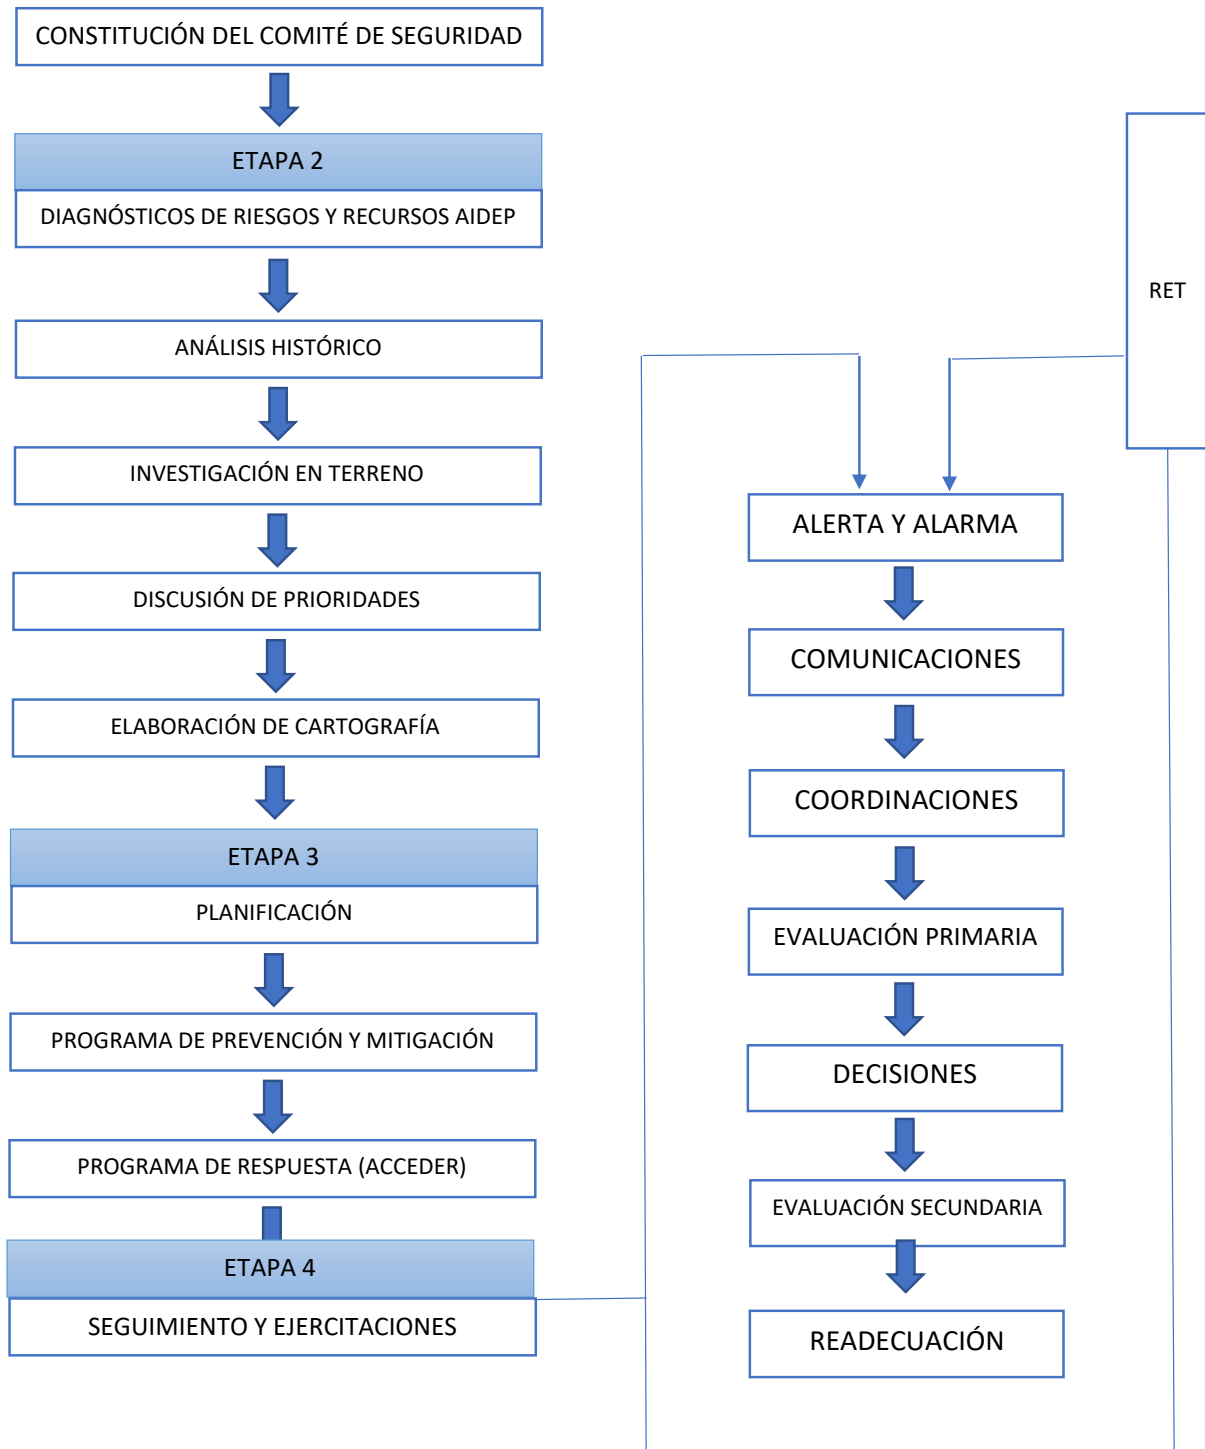 CONSTITUCIÓN DEL COMITÉ DE SEGURIDAD
ETAPA 2
DIAGNÓSTICOS DE RIESGOS Y RECURSOS AIDEP
ANÁLISIS HISTÓRICO
INVESTIGACIÓN EN TERRENO
DISCUSIÓN DE PRIORIDADES
ELABORACIÓN DE CARTOGRAFÍA
ETAPA 3
PLANIFICACIÓN
PROGRAMA DE PREVENCIÓN Y MITIGACIÓN
PROGRAMA DE RESPUESTA (ACCEDER)
ETAPA 4
SEGUIMIENTO Y EJERCITACIONES
RET
ALERTA Y ALARMA
COMUNICACIONES
COORDINACIONES
EVALUACIÓN PRIMARIA
DECISIONES
EVALUACIÓN SECUNDARIA
READECUACIÓN